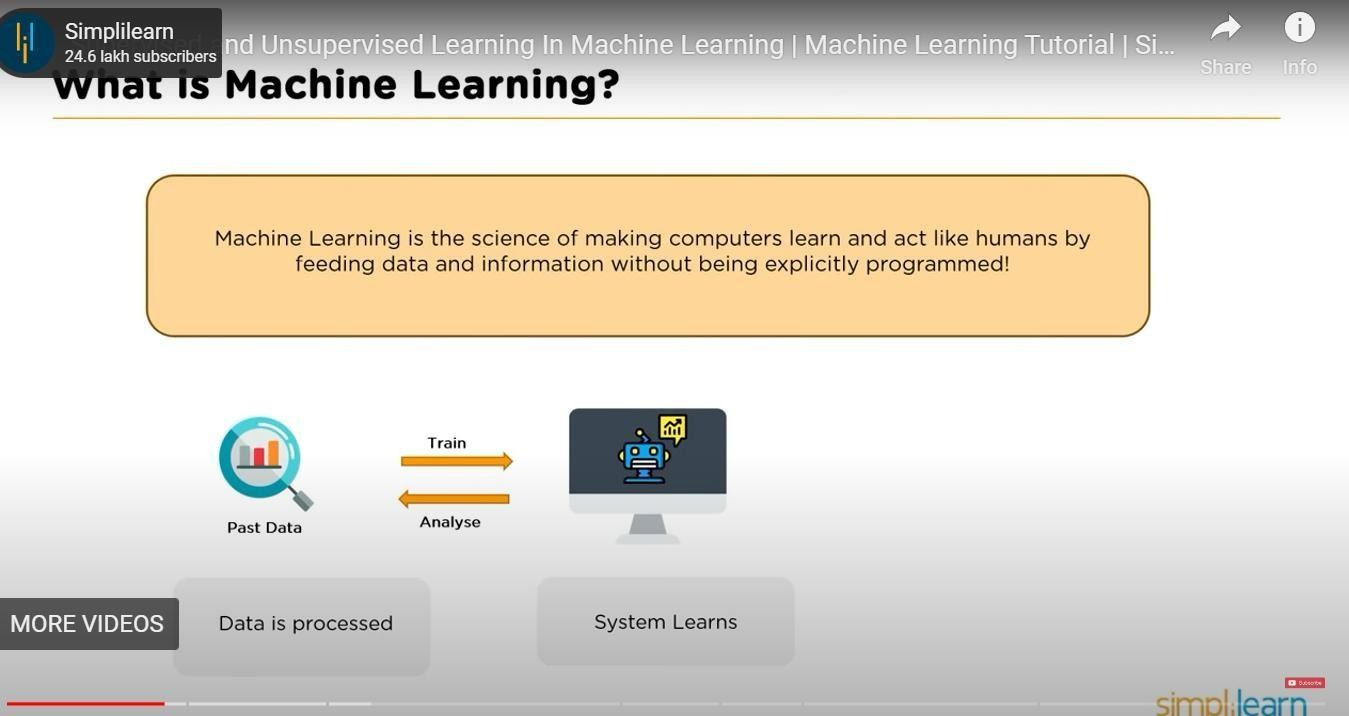 Simplilearn
24.6 lakh subscribers
and Unsupervised Learning In Machine Learning | Machine Learning Tutorial | Si...
Share
Info
What is Machine Learning?
Machine Learning is the science of making computers learn and act like humans by
feeding data and information without being explicitly programmed!
Train
Analyse
Past Data
MORE VIDEOS
Data is processed
System Learns
Subscribe
simplilearn